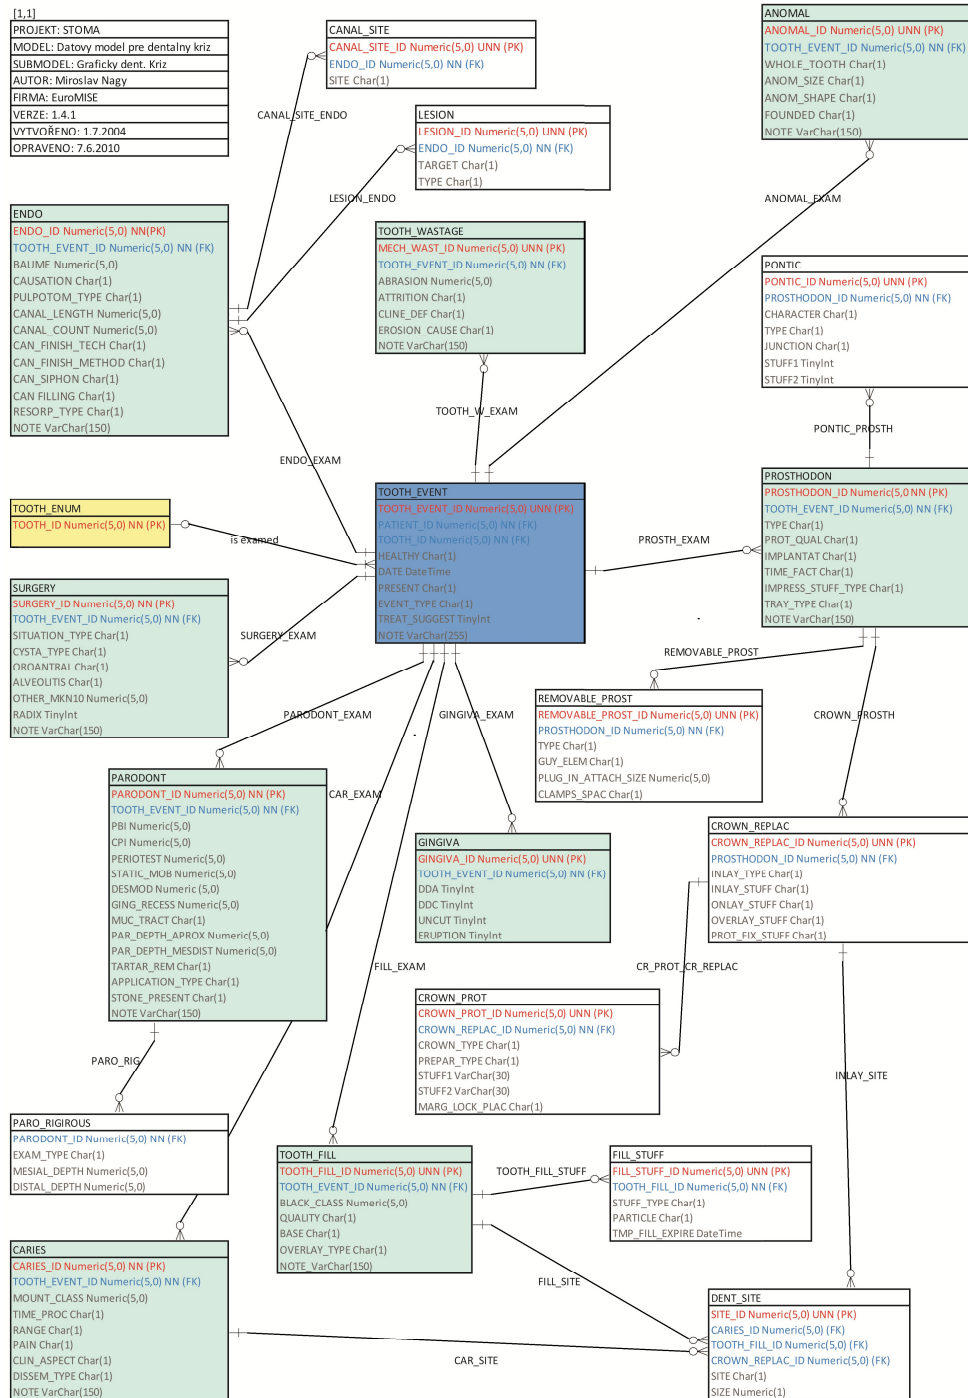 [1,1]
PROJEKT: STOMA
MODEL: Datovy model pre dentalny kriz
SUBMODEL: Graficky dent. Kriz
AUTOR: Miroslav Nagy
FIRMA: EuroMISE
VERZE: 1.4.1
VYTVOŘENO: 1.7.2004
OPRAVENO: 7.6.2010
CANAL_SITE
CANAL_SITE_ID Numeric(5,0) UNN (PK)
ENDO_ID Numeric(5,0) NN (FK)
SITE Char(1)
ANOMAL
ANOMAL_ID Numeric(5,0) UNN (PK)
TOOTH_EVENT_ID Numeric(5,0) NN (FK)
WHOLE_TOOTH Char(1)
ANOM_SIZE Char(1)
ANOM_SHAPE Char(1)
FOUNDED Char(1)
NOTE VarChar(150)
CANAL_SITE_ENDO
LESION
LESION_ID Numeric(5,0) UNN (PK)
ENDO_ID Numeric(5,0) NN (FK)
TARGET Char(1)
TYPE Char(1)
LESION_ENDO
ANOMAL_EXAM
ENDO
ENDO_ID Numeric(5,0) NN(PK)
TOOTH_EVENT_ID Numeric(5,0) NN (FK)
BAUME Numeric(5,0)
CAUSATION Char(1)
PULPOTOM_TYPE Char(1)
CANAL_LENGTH Numeric(5,0)
CANAL_COUNT Numeric(5,0)
CAN_FINISH_TECH Char(1)
CAN_FINISH_METHOD Char(1)
CAN_SIPHON Char(1)
CAN FILLING Char(1)
RESORP_TYPE Char(1)
NOTE VarChar(150)
TOOTH_WASTAGE
MECH_WAST_ID Numeric(5,0) UNN (PK)
TOOTH_EVENT_ID Numeric(5,0) NN (FK)
ABRASION Numeric(5,0)
ATTRITION Char(1)
CLINE_DEF Char(1)
EROSION_CAUSE Char(1)
NOTE VarChar(150)
PONTIC
PONTIC_ID Numeric(5,0) UNN (PK)
PROSTHODON_ID Numeric(5,0) NN (FK)
CHARACTER Char(1)
TYPE Char(1)
JUNCTION Char(1)
STUFF1 TinyInt
STUFF2 TinyInt
TOOTH_W_EXAM
PONTIC_PROSTH
ENDO_EXAM
TOOTH_ENUM
TOOTH_ID Numeric(5,0) NN (PK)
is examed
TOOTH_EVENT
TOOTH_EVENT_ID Numeric(5,0) UNN (PK)
PATIENT_ID Numeric(5,0) NN (FK)
TOOTH_ID Numeric(5,0) NN (FK)
HEALTHY Char(1)
DATE DateTime
PRESENT Char(1)
EVENT_TYPE Char(1)
TREAT_SUGGEST TinyInt
NOTE VarChar(255)
PROSTH_EXAM
PROSTHODON
PROSTHODON_ID Numeric(5,0 NN (PK)
TOOTH_EVENT_ID Numeric(5,0) NN (FK)
TYPE Char(1)
PROT_QUAL Char(1)
IMPLANTAT Char(1)
TIME_FACT Char(1)
IMPRESS_STUFF_TYPE Char(1)
TRAY_TYPE Char(1)
NOTE VarChar(150)
SURGERY
SURGERY_ID Numeric(5,0) NN (PK)
TOOTH_EVENT_ID Numeric(5,0) NN (FK)
SITUATION_TYPE Char(1)
CYSTA_TYPE Char(1)
OROANTRAL Char(1)
ALVEOLITIS Char(1)
OTHER_MKN10 Numeric(5,0)
RADIX TinyInt
NOTE VarChar(150)
SURGERY_EXAM
REMOVABLE_PROST
PARODONT_EXAM
GINGIVA_EXAM
REMOVABLE_PROST
REMOVABLE_PROST_ID Numeric(5,0) UNN (PK)
PROSTHODON_ID Numeric(5,0) NN (FK)
TYPE Char(1)
GUY_ELEM Char(1)
PLUG_IN_ATTACH_SIZE Numeric(5,0)
CLAMPS_SPAC Char(1)
CROWN_PROSTH
PARODONT
PARODONT_ID Numeric(5,0) NN (PK)
TOOTH_EVENT_ID Numeric(5,0) NN (FK)
PBI Numeric(5,0)
CPI Numeric(5,0)
PERIOTEST Numeric(5,0)
STATIC_MOB Numeric(5,0)
DESMOD Numeric (5,0)
GING_RECESS Numeric(5,0)
MUC_TRACT Char(1)
PAR_DEPTH_APROX Numeric(5,0)
PAR_DEPTH_MESDIST Numeric(5,0)
TARTAR_REM Char(1)
APPLICATION_TYPE Char(1)
STONE_PRESENT Char(1)
NOTE VarChar(150)
CAR_EXAM
GINGIVA
GINGIVA_ID Numeric(5,0) UNN (PK)
TOOTH_EVENT_ID Numeric(5,0) NN (FK)
DDA TinyInt
DDC TinyInt
UNCUT TinyInt
ERUPTION TinyInt
CROWN_REPLAC
CROWN_REPLAC_ID Numeric(5,0) UNN (PK)
PROSTHODON_ID Numeric(5,0) NN (FK)
INLAY_TYPE Char(1)
INLAY_STUFF Char(1)
ONLAY_STUFF Char(1)
OVERLAY_STUFF Char(1)
PROT_FIX_STUFF Char(1)
FILL_EXAM
CR_PROT_CR_REPLAC
CROWN_PROT
CROWN_PROT_ID Numeric(5,0) UNN (PK)
CROWN_REPLAC_ID Numeric(5,0) NN (FK)
CROWN_TYPE Char(1)
PREPAR_TYPE Char(1)
STUFF1 VarChar(30)
STUFF2 VarChar(30)
MARG_LOCK_PLAC Char(1)
PARO_RIG
INLAY_SITE
PARO_RIGIROUS
PARODONT_ID Numeric(5,0) NN (FK)
EXAM_TYPE Char(1)
MESIAL_DEPTH Numeric(5,0)
DISTAL_DEPTH Numeric(5,0)
TOOTH_FILL
TOOTH_FILL_ID Numeric(5,0) UNN (PK)
TOOTH_EVENT_ID Numeric(5,0) NN (FK)
BLACK_CLASS Numeric(5,0)
QUALITY Char(1)
BASE Char(1)
OVERLAY_TYPE Char(1)
NOTE_VarChar(150)
TOOTH_FILL_STUFF
FILL_STUFF
FILL_STUFF_ID Numeric(5,0) UNN (PK)
TOOTH_FILL_ID Numeric(5,0) NN (FK)
STUFF_TYPE Char(1)
PARTICLE Char(1)
TMP_FILL_EXPIRE DateTime
FILL_SITE
CARIES
CARIES_ID Numeric(5,0) NN (PK)
TOOTH_EVENT_ID Numeric(5,0) NN (FK)
MOUNT_CLASS Numeric(5,0)
TIME_PROC Char(1)
RANGE Char(1)
PAIN Char(1)
CLIN_ASPECT Char(1)
DISSEM_TYPE Char(1)
NOTE VarChar(150)
CAR_SITE
DENT_SITE
SITE_ID Numeric(5,0) UNN (PK)
CARIES_ID Numeric(5,0) (FK)
TOOTH_FILL_ID Numeric(5,0) (FK)
CROWN_REPLAC_ID Numeric(5,0) (FK)
SITE Char(1)
SIZE Numeric(1)